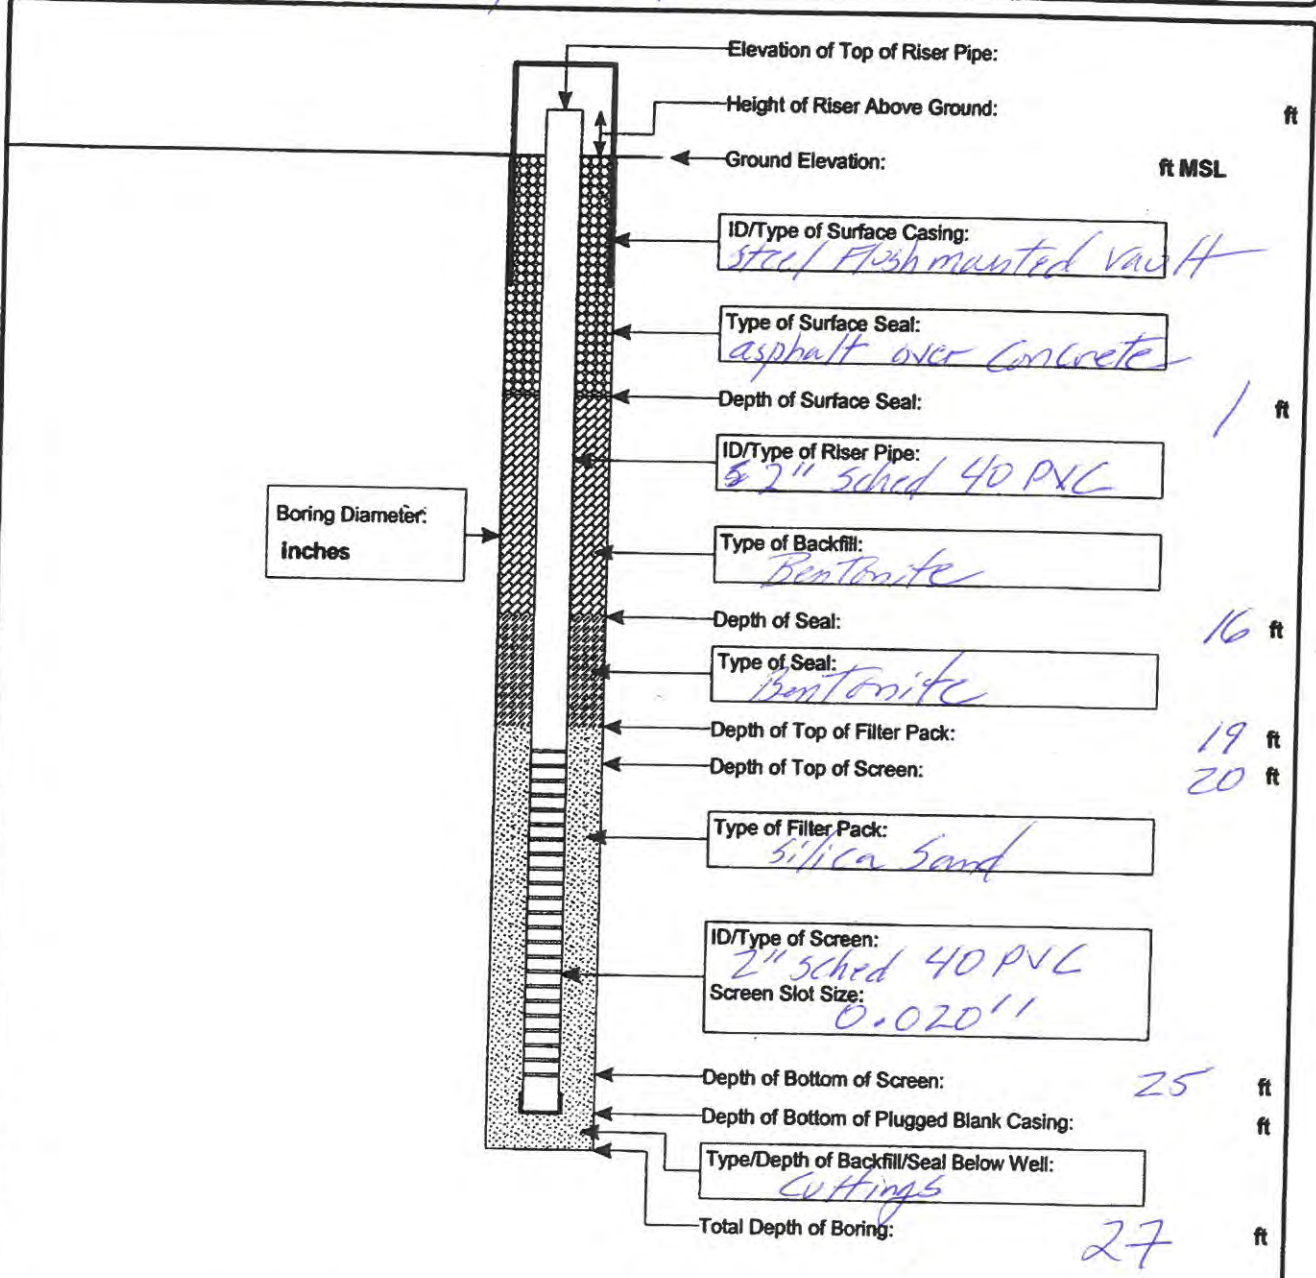 Elevation of Top of Riser Pipe:
Height of Riser Above Ground: ft
Ground Elevation: ft MSL
ID/Type of Surface Casing:
steel Flushmounted Vault
Type of Surface Seal:
asphalt over Concrete
Depth of Surface Seal: 1 ft
ID/Type of Riser Pipe:
2" Sched 40 PVC
Boring Diameter:
inches
Type of Backfill:
Bentonite
Depth of Seal: 16 ft
Type of Seal:
Bentonite
Depth of Top of Filter Pack: 19 ft
Depth of Top of Screen: 20 ft
Type of Filter Pack:
Silica Sand
ID/Type of Screen:
2" Sched 40 PVC
Screen Slot Size:
0.020"
Depth of Bottom of Screen: 25 ft
Depth of Bottom of Plugged Blank Casing: ft
Type/Depth of Backfill/Seal Below Well:
Cuttings
Total Depth of Boring: 27 ft